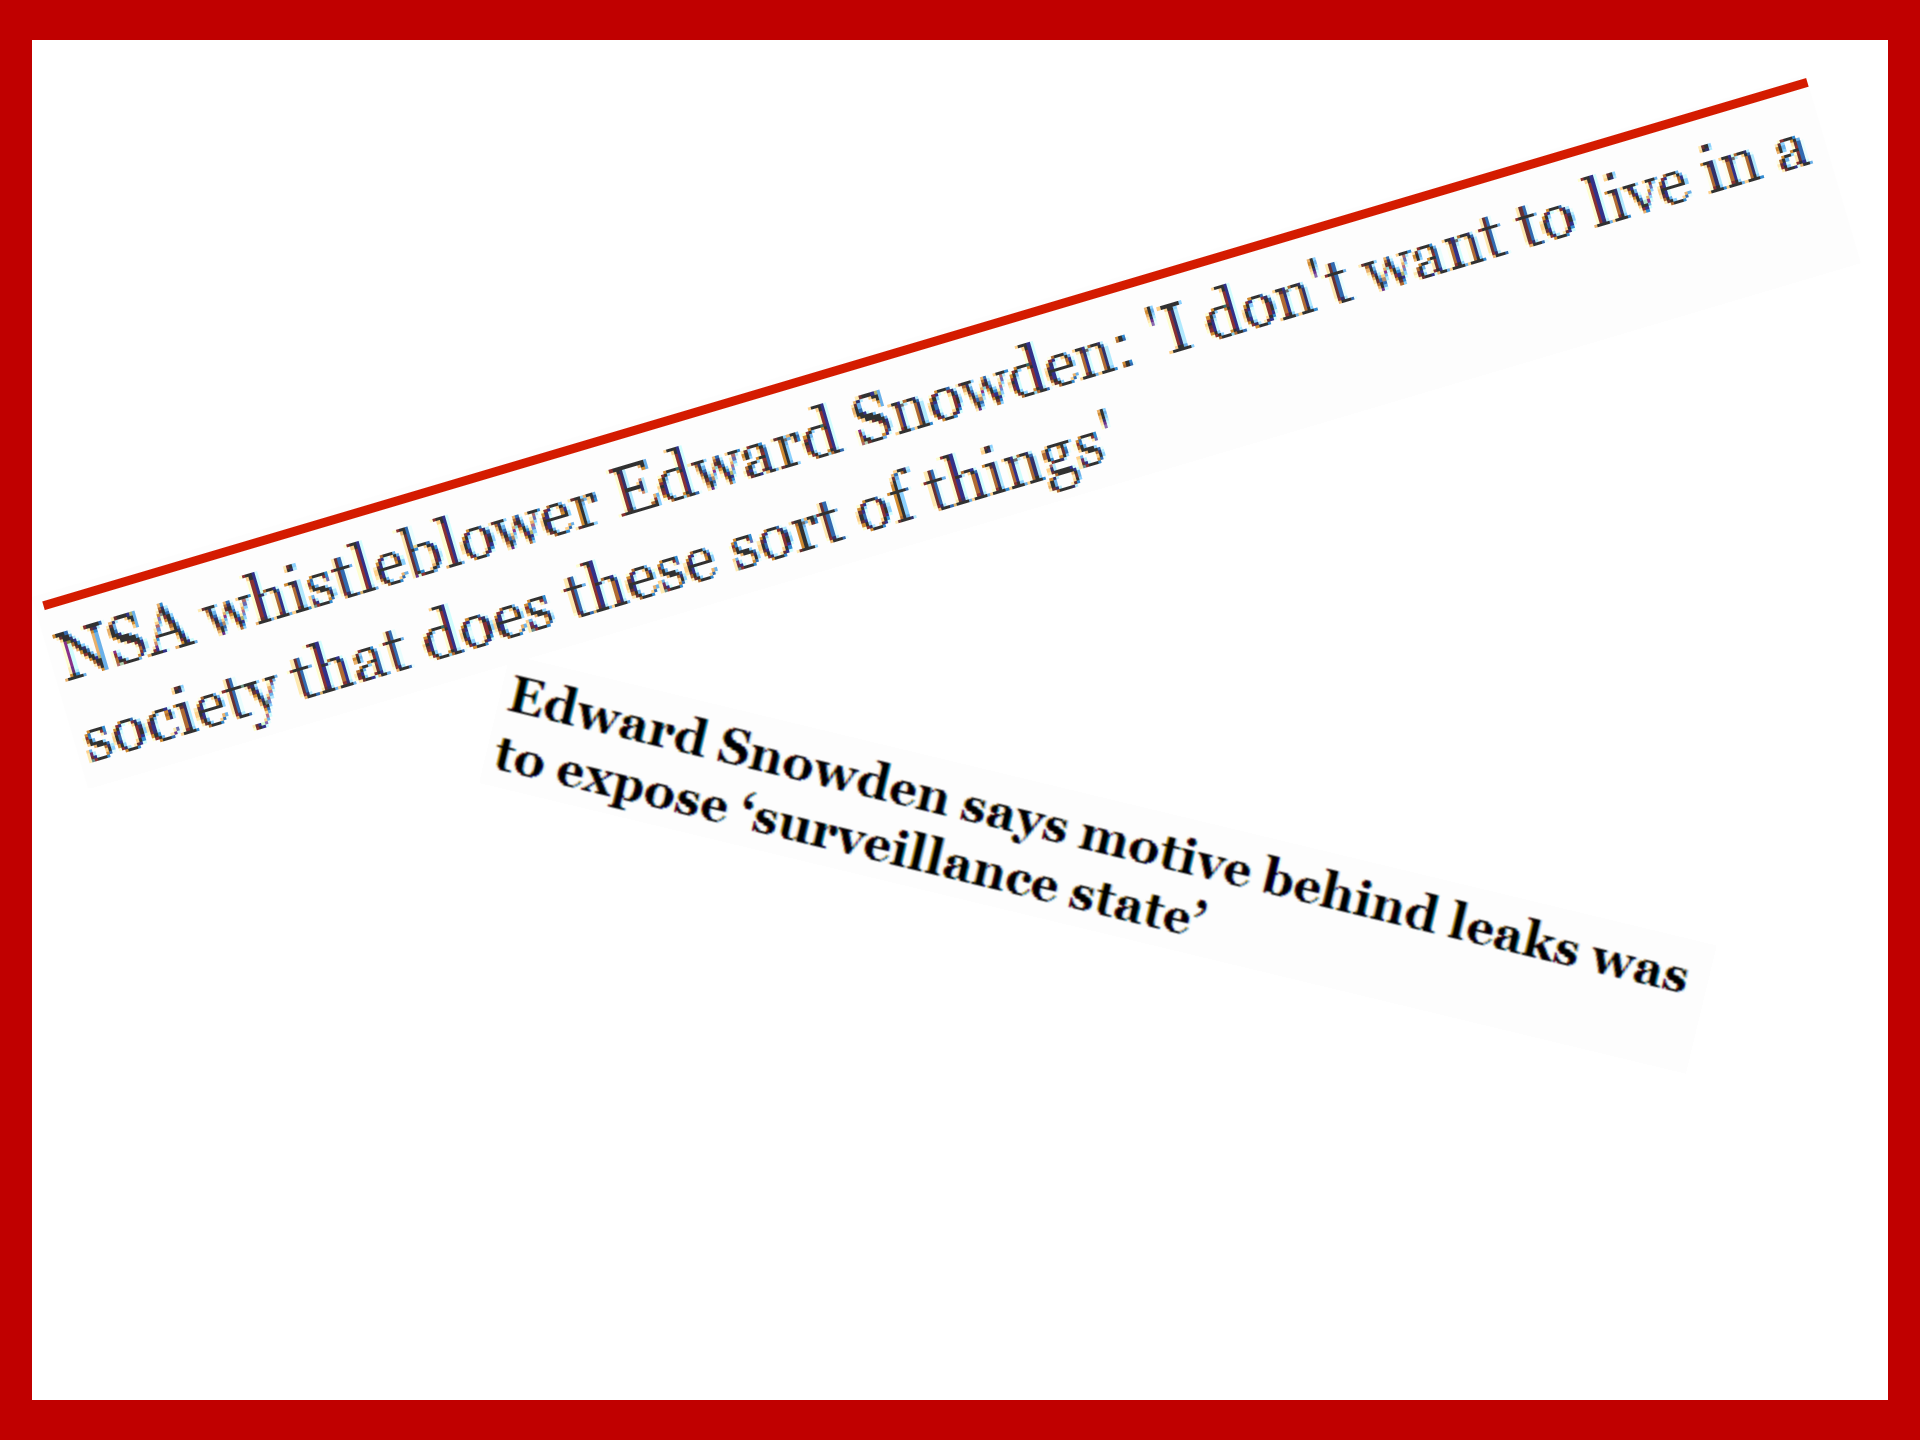 NSA whistleblower Edward Snowden: 'I don't want to live in a
society that does these sort of things'
Edward Snowden says motive behind leaks was
to expose ‘surveillance state’